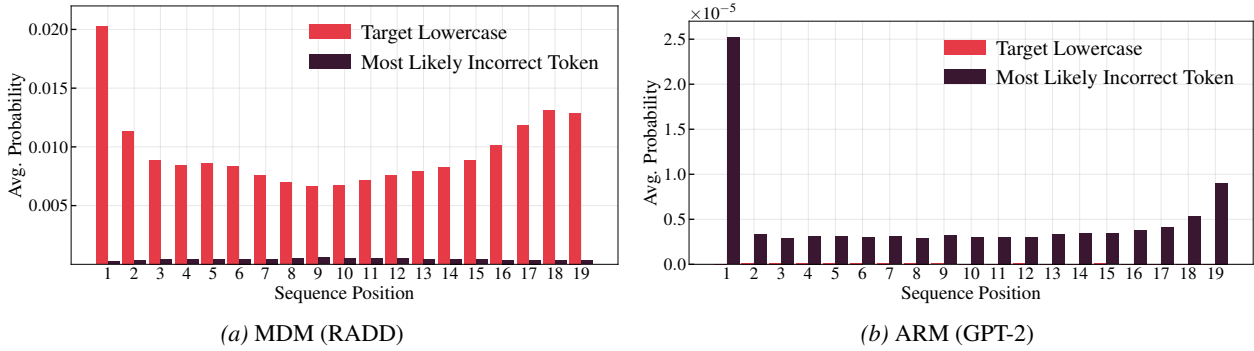 0.020
0.015
0.010
0.005
Avg. Probability
Target Lowercase
Most Likely Incorrect Token
1 2 3 4 5 6 7 8 9 10 11 12 13 14 15 16 17 18 19
Sequence Position
(a) MDM (RADD)
×10⁻⁵
2.5
2.0
1.5
1.0
0.5
0.0
Avg. Probability
Target Lowercase
Most Likely Incorrect Token
1 2 3 4 5 6 7 8 9 10 11 12 13 14 15 16 17 18 19
Sequence Position
(b) ARM (GPT-2)